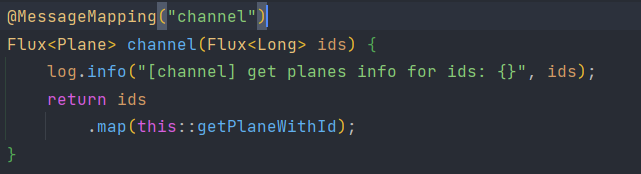 @MessageMapping("channel")
Flux<Plane> channel(Flux<Long> ids) {
    log.info("[channel] get planes info for ids: {}", ids);
    return ids
        .map(this::getPlaneWithId);
}